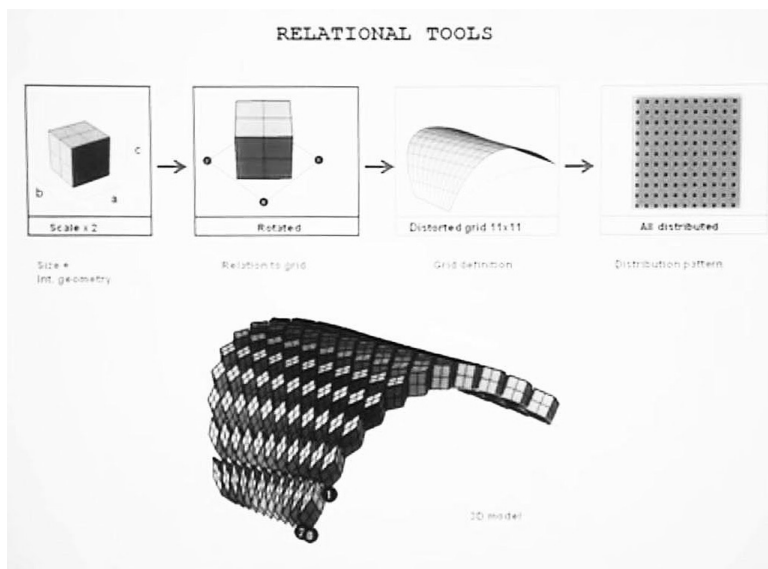 RELATIONAL TOOLS
c
b
a
Scale x 2
Rotated
Distorted grid 11x11
All distributed
Size +
Int. geometry
Relation to grid
Grid definition
Distribution pattern
1
3D model